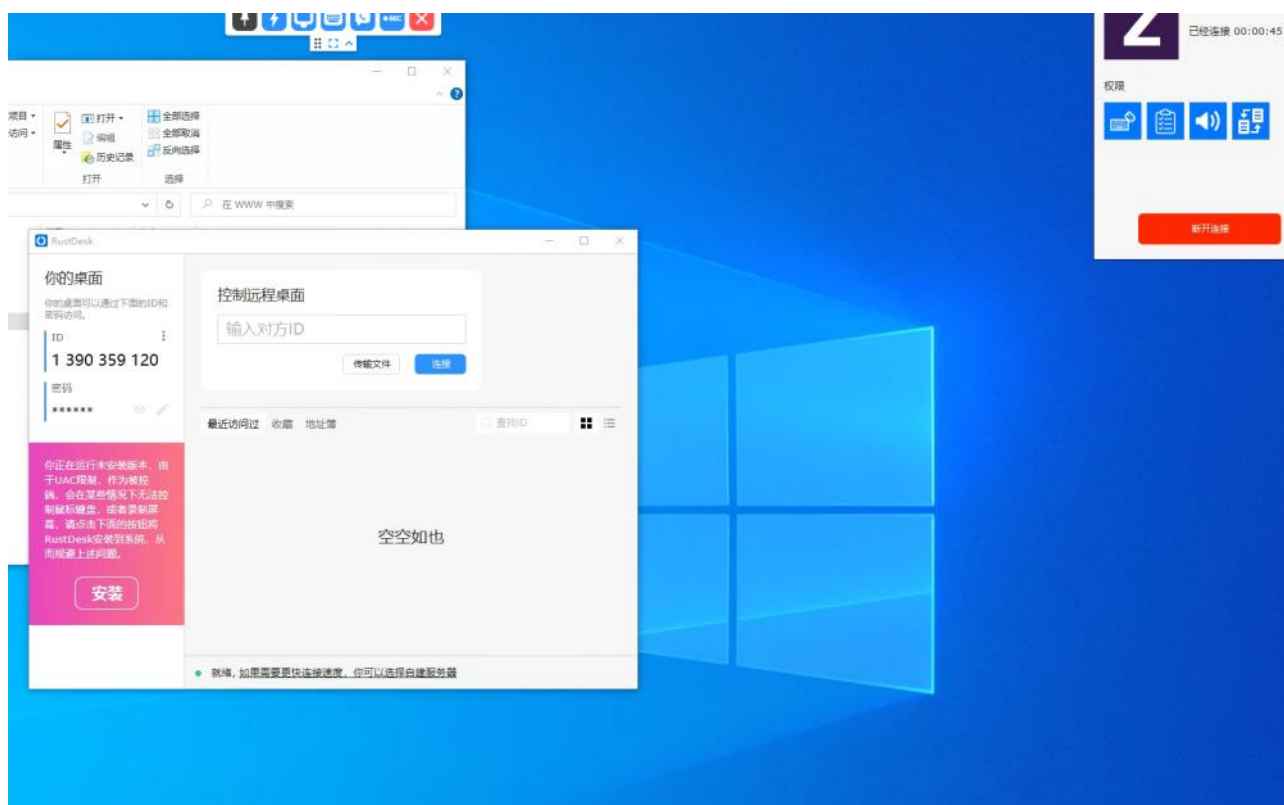 REC
Z
已经连接 00:00:45
权限
断开连接
项目
访问
属性
打开
编辑
历史记录
打开
全部选择
全部取消
反向选择
选择
在 WWW 中搜索
RustDesk
你的桌面
你的桌面可以通过下面的ID和
密码访问。
ID
1 390 359 120
密码
******
你正在运行未安装版本，由
于UAC限制，作为被控
端，会在某些情况下无法控
制鼠标键盘，或者录制屏
幕，请点击下面的按钮将
RustDesk安装到系统，从
而规避上述问题。
安装
控制远程桌面
输入对方ID
传输文件 连接
最近访问过 收藏 地址簿 查找ID
空空如也
就绪, 如果需要更快连接速度，你可以选择自建服务器